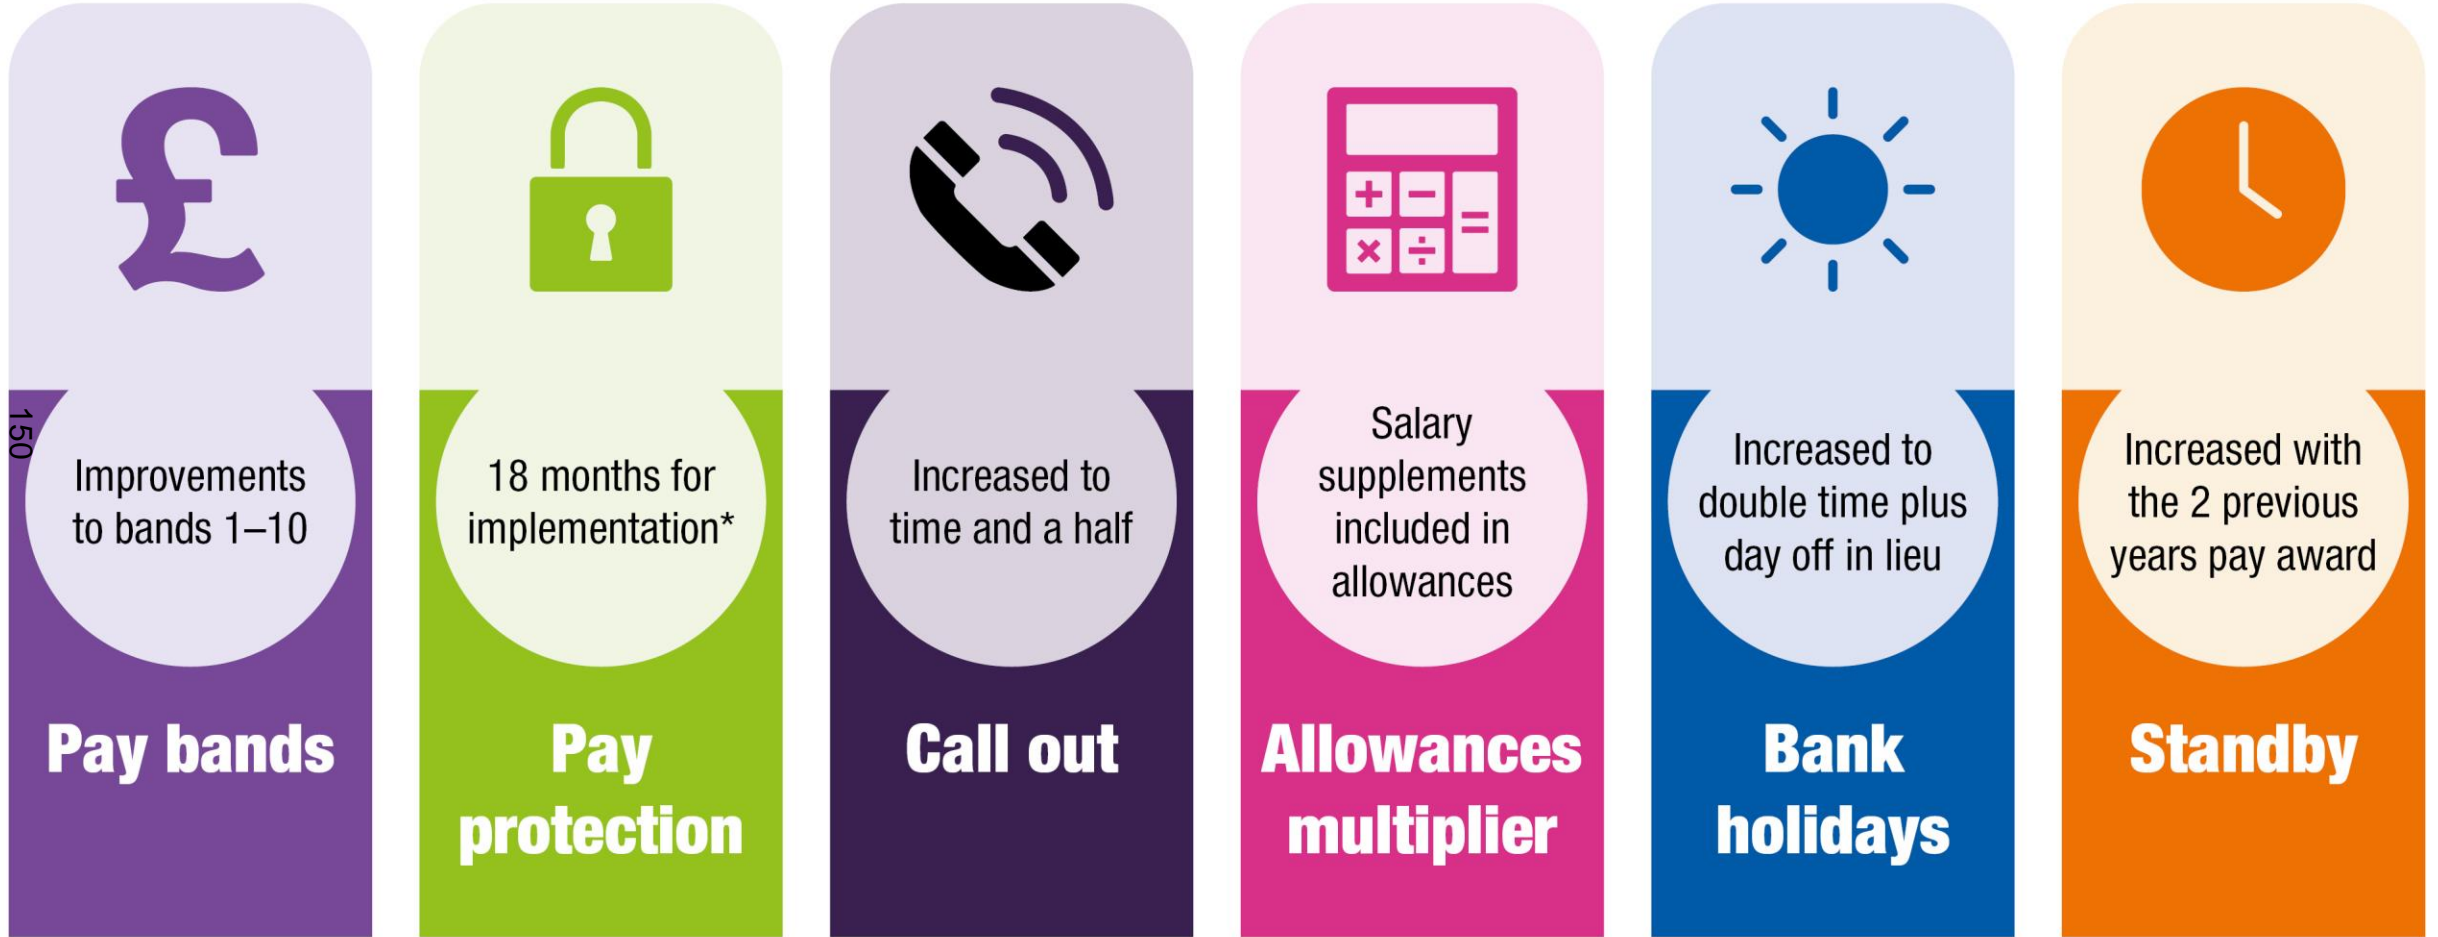 150
Improvements
to bands 1–10
Pay bands
18 months for
implementation*
Pay
protection
Increased to
time and a half
Call out
Salary
supplements
included in
allowances
Allowances
multiplier
Increased to
double time plus
day off in lieu
Bank
holidays
Increased with
the 2 previous
years pay award
Standby